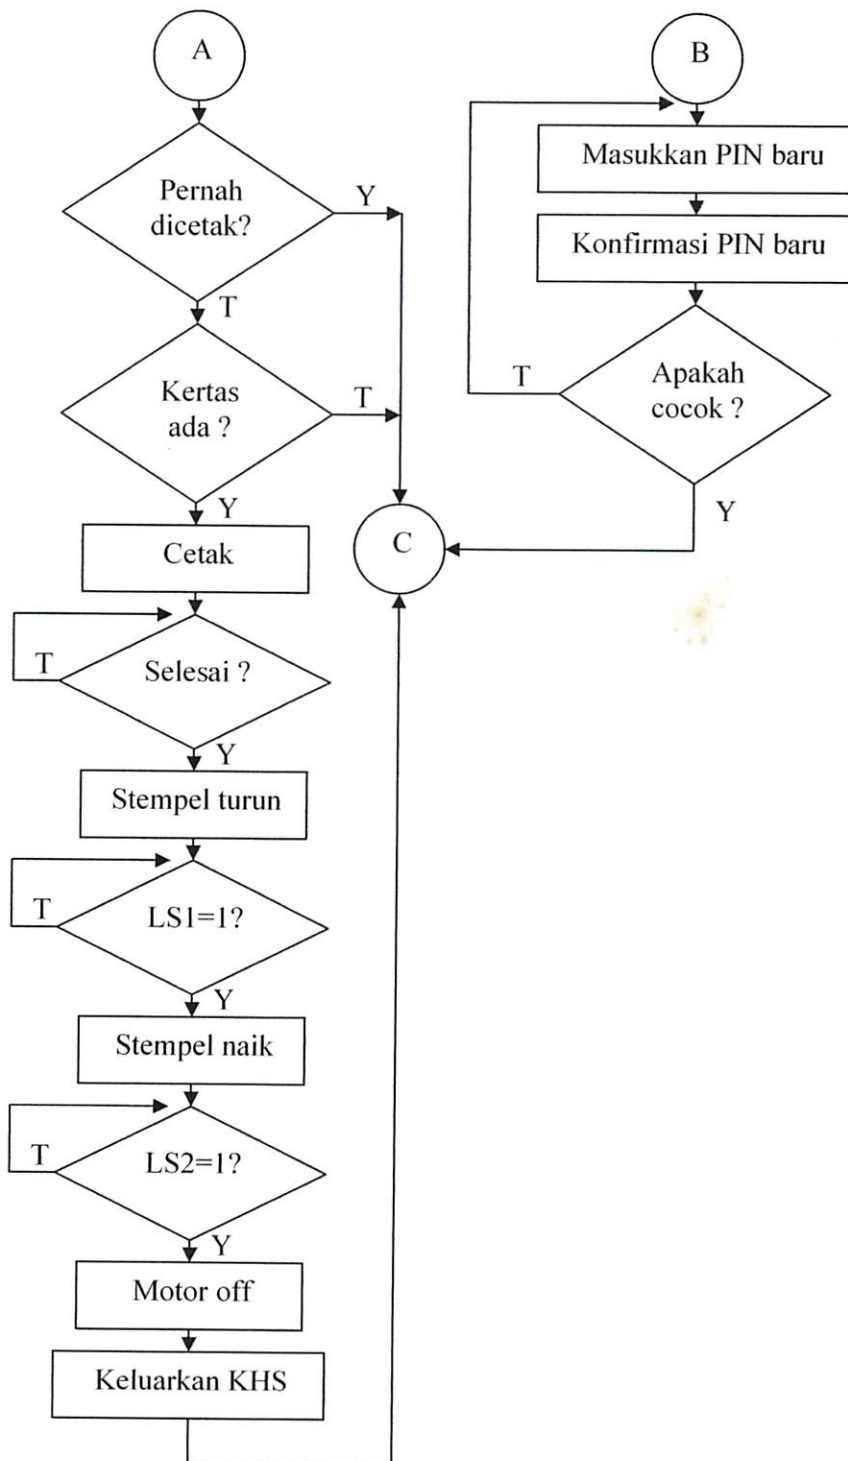 A
Pernah
dicetak?
Y
T
Kertas
ada ?
T
Y
Cetak
Selesai ?
T
Y
Stempel turun
LS1=1?
T
Y
Stempel naik
LS2=1?
T
Y
Motor off
Keluarkan KHS
B
Masukkan PIN baru
Konfirmasi PIN baru
Apakah
cocok ?
T
Y
C